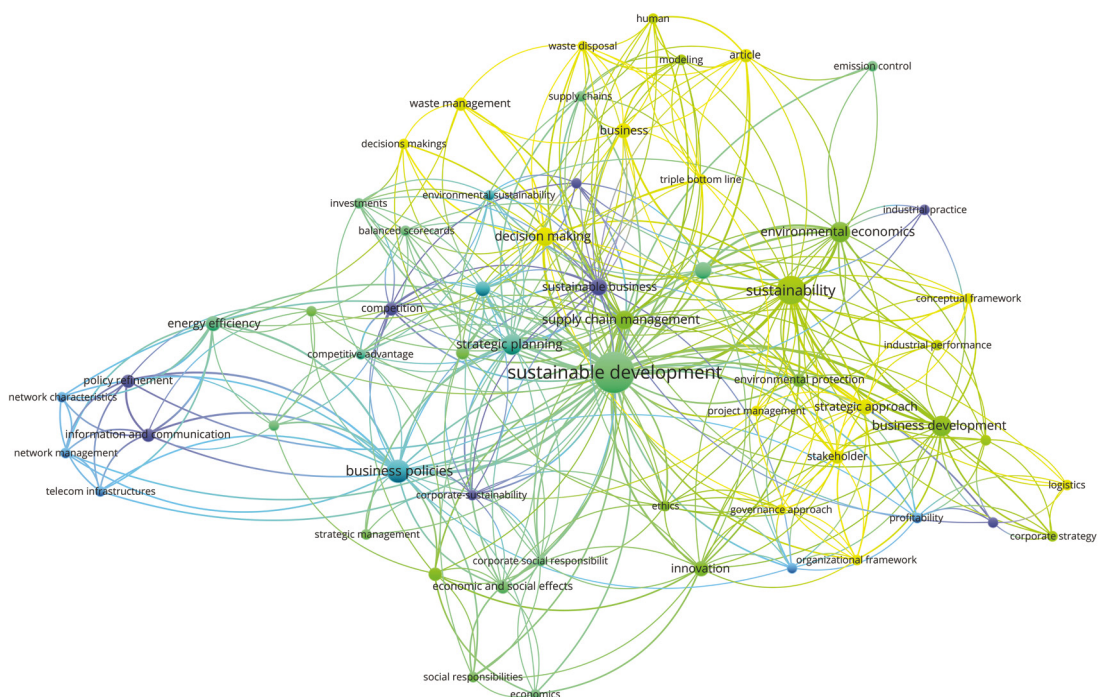 human
waste disposal
article
modeling
emission control
supply chains
waste management
business
decisions makings
triple bottom line
environmental sustainability
investments
industrial practice
balanced scorecards
decision making
environmental economics
sustainable business
sustainability
conceptual framework
competition
energy efficiency
supply chain management
strategic planning
industrial performance
competitive advantage
sustainable development
policy refinement
environmental protection
network characteristics
project management
strategic approach
business development
information and communication
network management
stakeholder
business policies
telecom infrastructures
corporate-sustainability
logistics
ethics
governance approach
profitability
strategic management
corporate strategy
corporate social responsibilit
organizational framework
innovation
economic and social effects
social responsibilities
economics